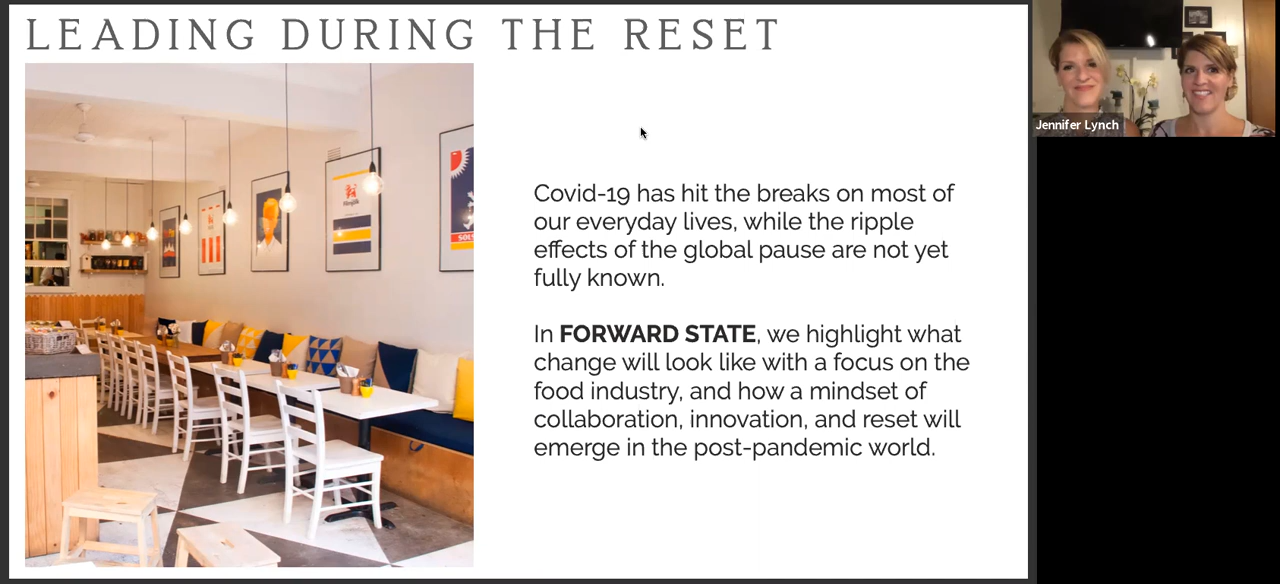 LEADING DURING THE RESET
Jennifer Lynch
Covid-19 has hit the breaks on most of
our everyday lives, while the ripple
effects of the global pause are not yet
fully known.
In FORWARD STATE, we highlight what
change will look like with a focus on the
food industry, and how a mindset of
collaboration, innovation, and reset will
emerge in the post-pandemic world.